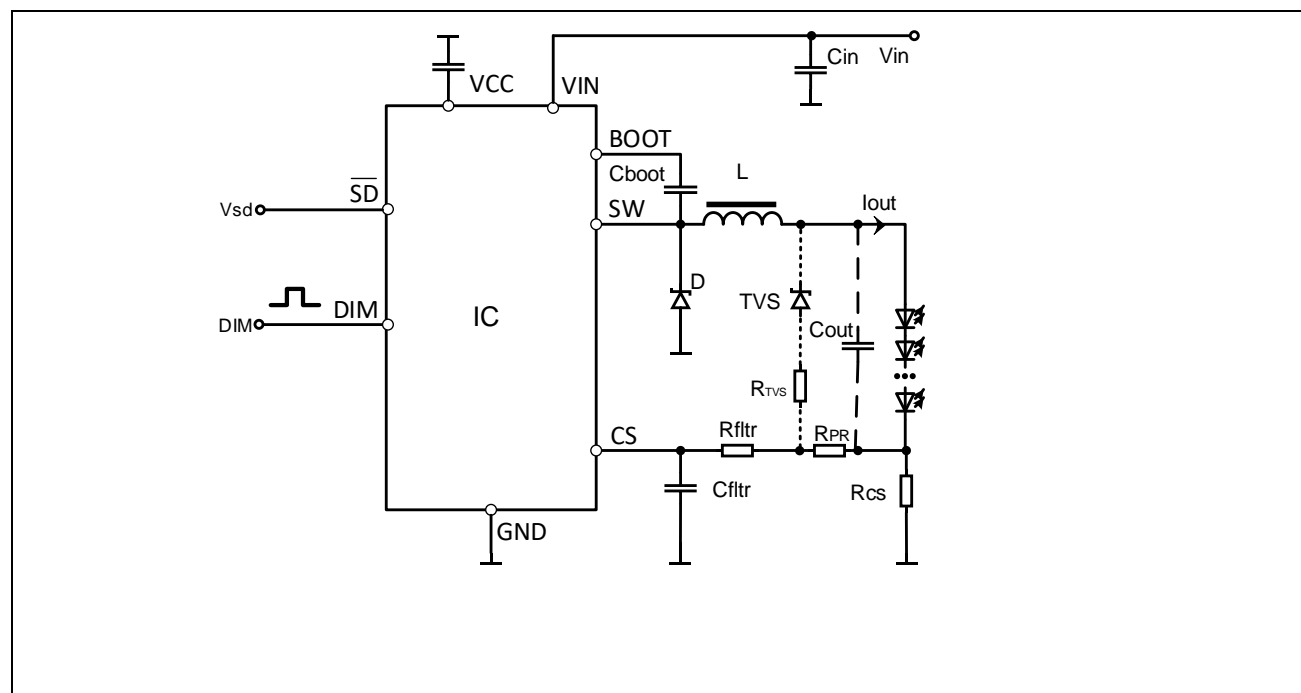 Cin
Vin
VCC
VIN
BOOT
Cboot
L
SD
SW
Iout
Vsd
D
TVS
DIM
IC
DIM
Cout
RTVS
CS
Rfltr
RPR
Cfltr
Rcs
GND